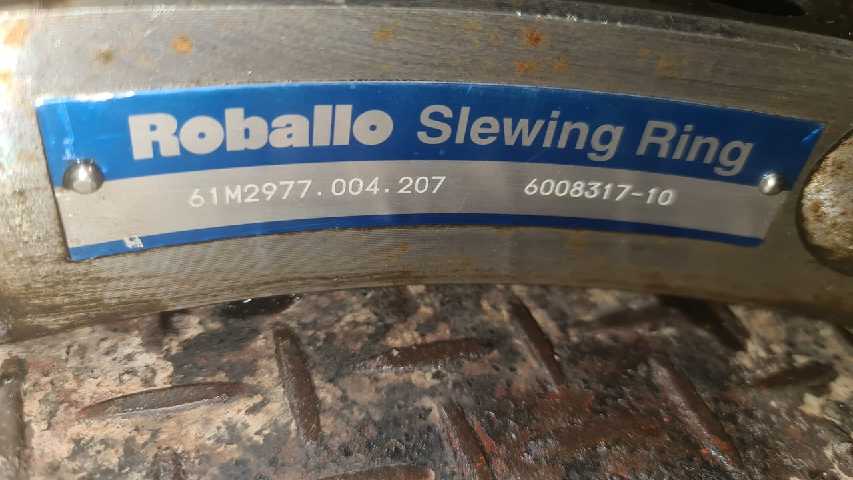 Roballo Slewing Ring
61M2977.004.207 6008317-10